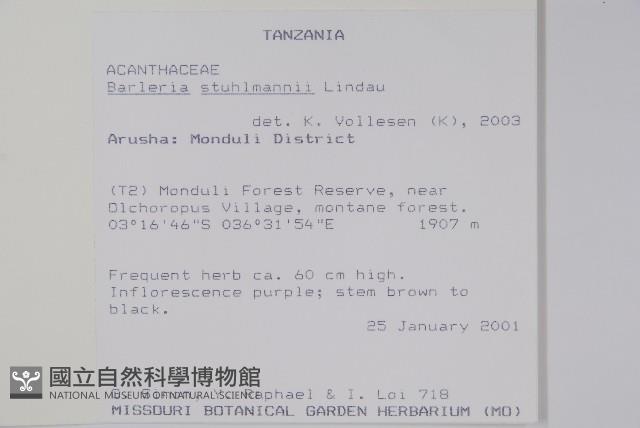 TANZANIA
ACANTHACEAE
Barleria stuhlmannii Lindau
det. K. Vollesen (K), 2003
Arusha: Monduli District
(T2) Monduli Forest Reserve, near
Olchoropus Village, montane forest.
03°16'46"S 036°31'54"E 1907 m
Frequent herb ca. 60 cm high.
Inflorescence purple; stem brown to
black.
25 January 2001
國立自然科學博物館
NATIONAL MUSEUM OF NATURAL SCIENCE
Raphael & I. Loi 718
MISSOURI BOTANICAL GARDEN HERBARIUM (MO)